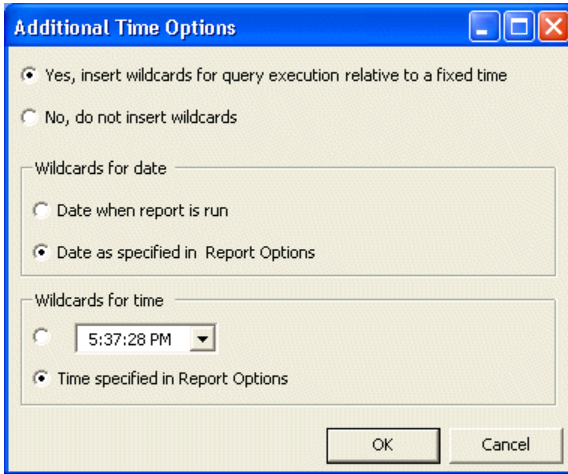 Additional Time Options
Yes, insert wildcards for query execution relative to a fixed time
No, do not insert wildcards
Wildcards for date
Date when report is run
Date as specified in Report Options
Wildcards for time
5:37:28 PM
Time specified in Report Options
OK Cancel